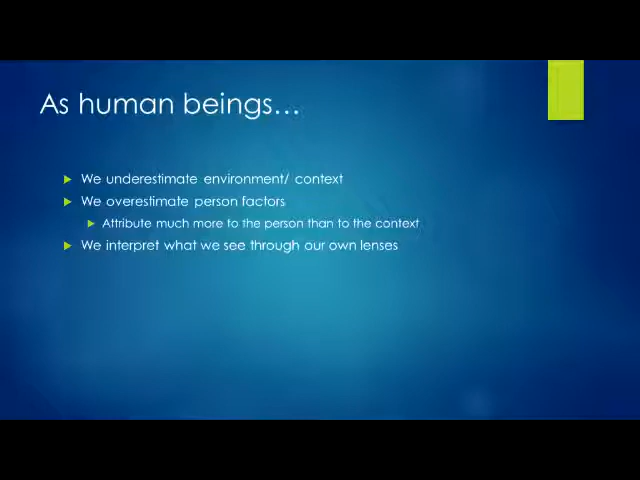 As human beings…
We underestimate environment/ context
We overestimate person factors
Attribute much more to the person than to the context
We interpret what we see through our own lenses